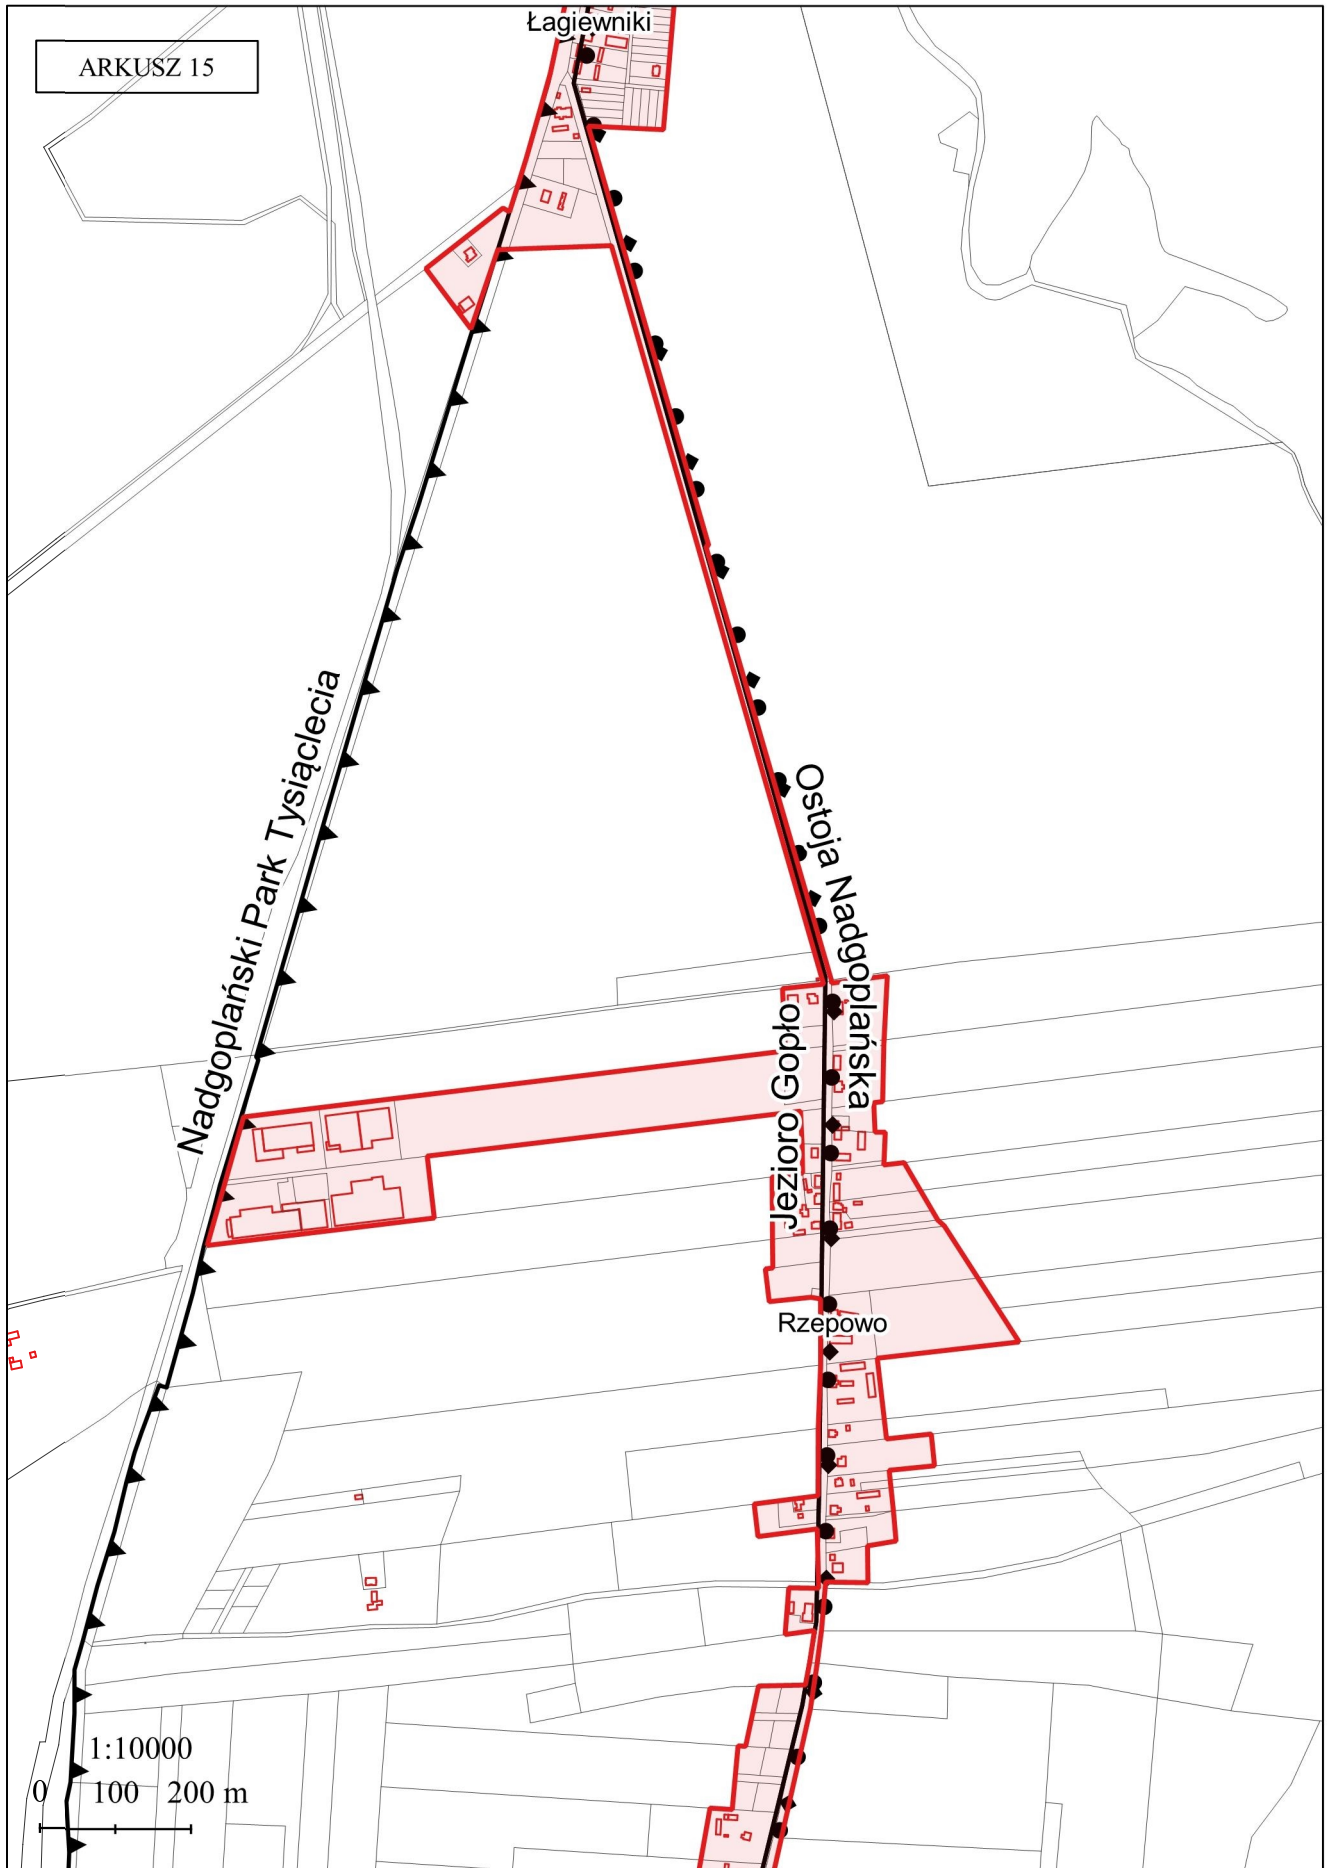 Łagiewniki
ARKUSZ 15
Nadgoplański Park Tysiąclecia
Ostoja Nadgoplańska
Jezioro Gopło
Rzepowo
1:10000
0 100 200 m